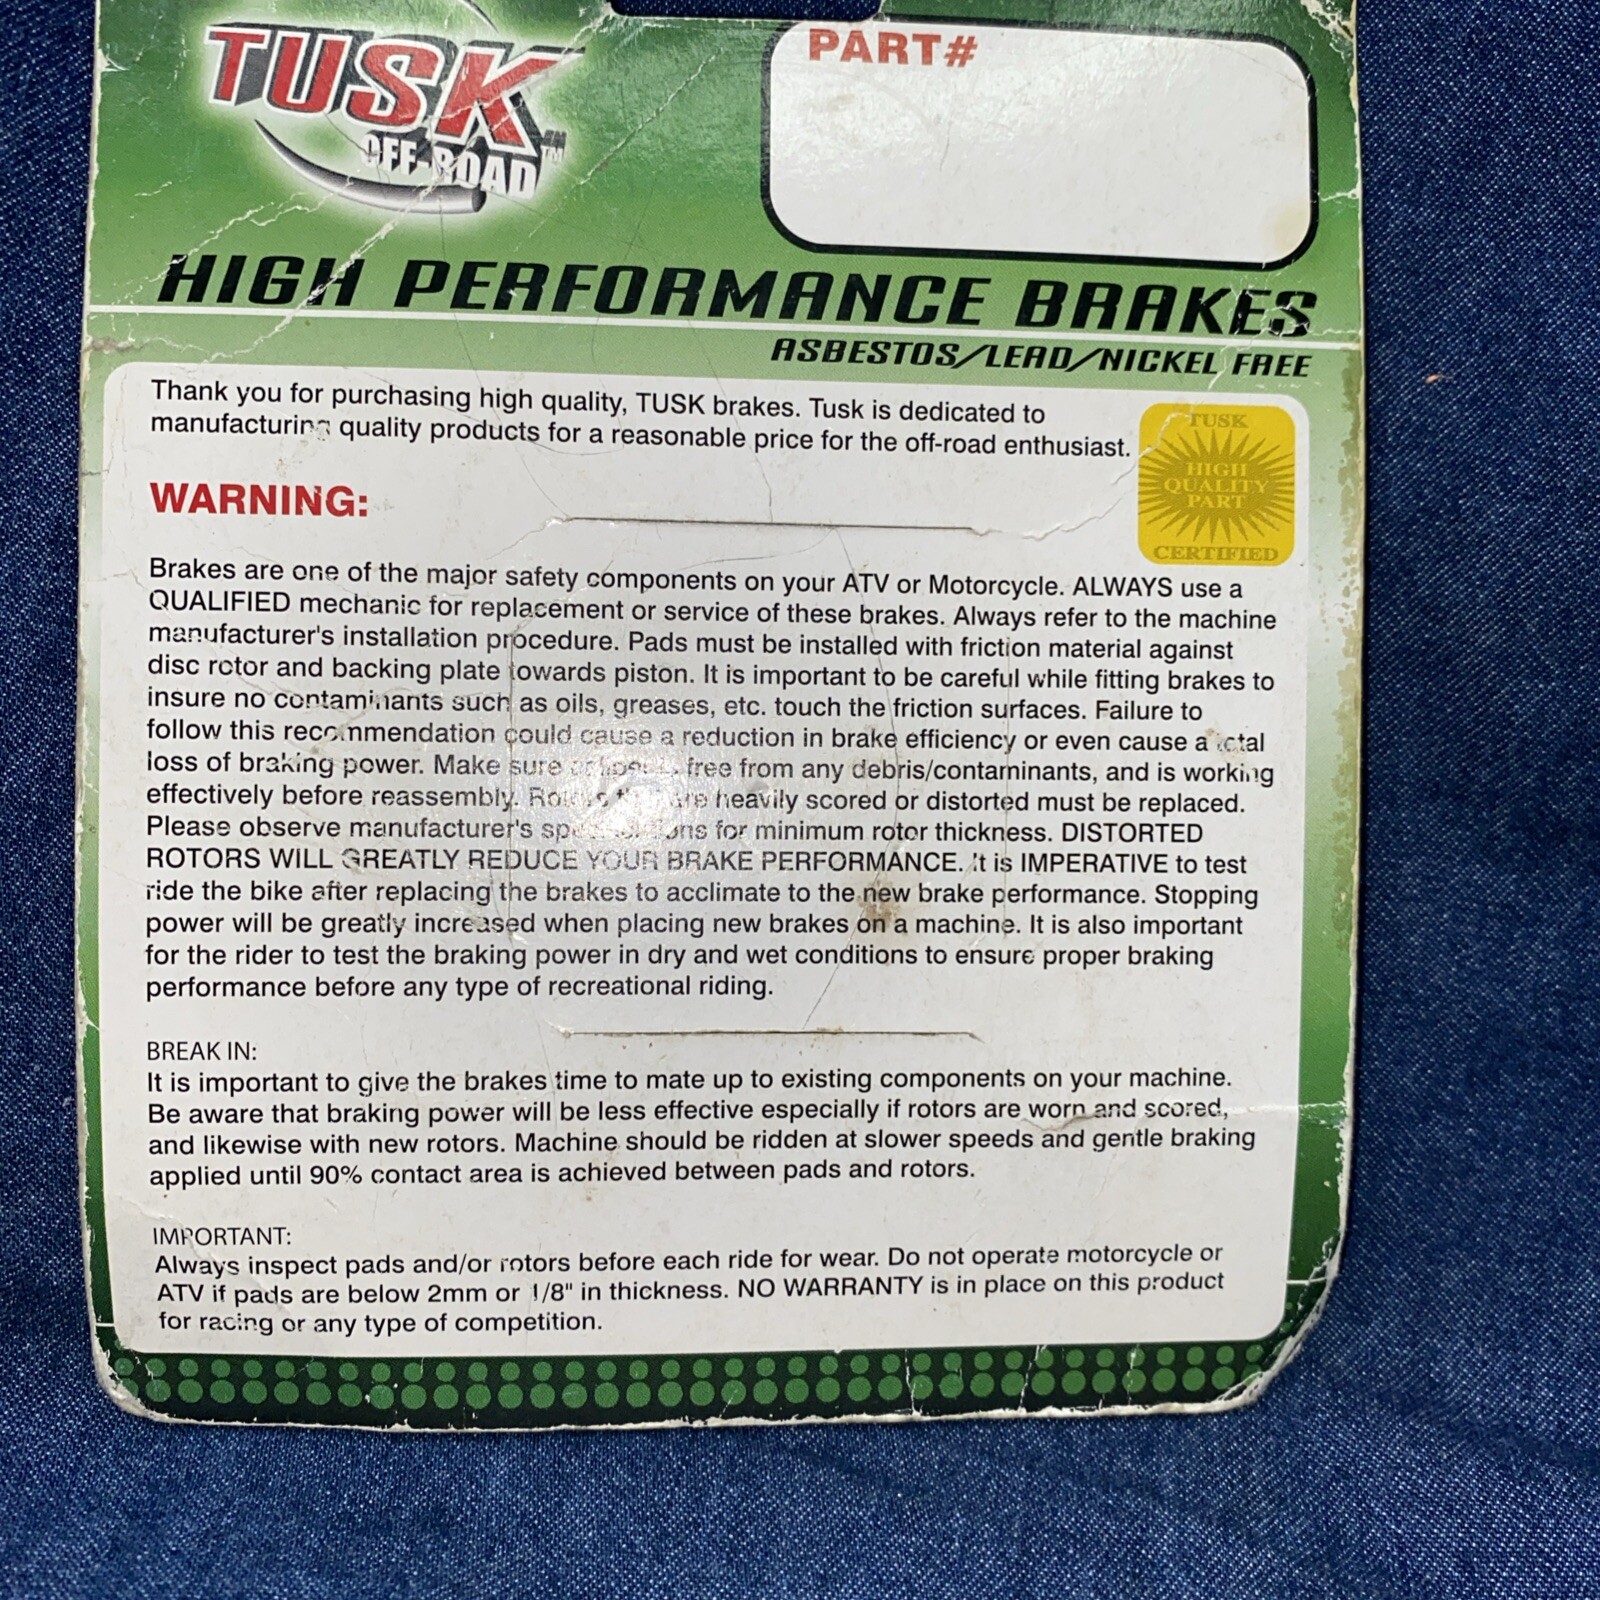 TUSK
OFF-ROAD™
PART#
HIGH PERFORMANCE BRAKES
ASBESTOS/LEAD/NICKEL FREE
Thank you for purchasing high quality, TUSK brakes. Tusk is dedicated to
manufacturing quality products for a reasonable price for the off-road enthusiast.
TUSK
HIGH
QUALITY
PART
CERTIFIED
WARNING:
Brakes are one of the major safety components on your ATV or Motorcycle. ALWAYS use a
QUALIFIED mechanic for replacement or service of these brakes. Always refer to the machine
manufacturer's installation procedure. Pads must be installed with friction material against
disc rotor and backing plate towards piston. It is important to be careful while fitting brakes to
insure no contaminants such as oils, greases, etc. touch the friction surfaces. Failure to
follow this recommendation could cause a reduction in brake efficiency or even cause a total
loss of braking power. Make sure free from any debris/contaminants, and is working
effectively before reassembly. heavily scored or distorted must be replaced.
Please observe manufacturer's specifications for minimum rotor thickness. DISTORTED
ROTORS WILL GREATLY REDUCE YOUR BRAKE PERFORMANCE. It is IMPERATIVE to test
ride the bike after replacing the brakes to acclimate to the new brake performance. Stopping
power will be greatly increased when placing new brakes on a machine. It is also important
for the rider to test the braking power in dry and wet conditions to ensure proper braking
performance before any type of recreational riding.
BREAK IN:
It is important to give the brakes time to mate up to existing components on your machine.
Be aware that braking power will be less effective especially if rotors are worn and scored,
and likewise with new rotors. Machine should be ridden at slower speeds and gentle braking
applied until 90% contact area is achieved between pads and rotors.
IMPORTANT:
Always inspect pads and/or rotors before each ride for wear. Do not operate motorcycle or
ATV if pads are below 2mm or 1/8" in thickness. NO WARRANTY is in place on this product
for racing or any type of competition.